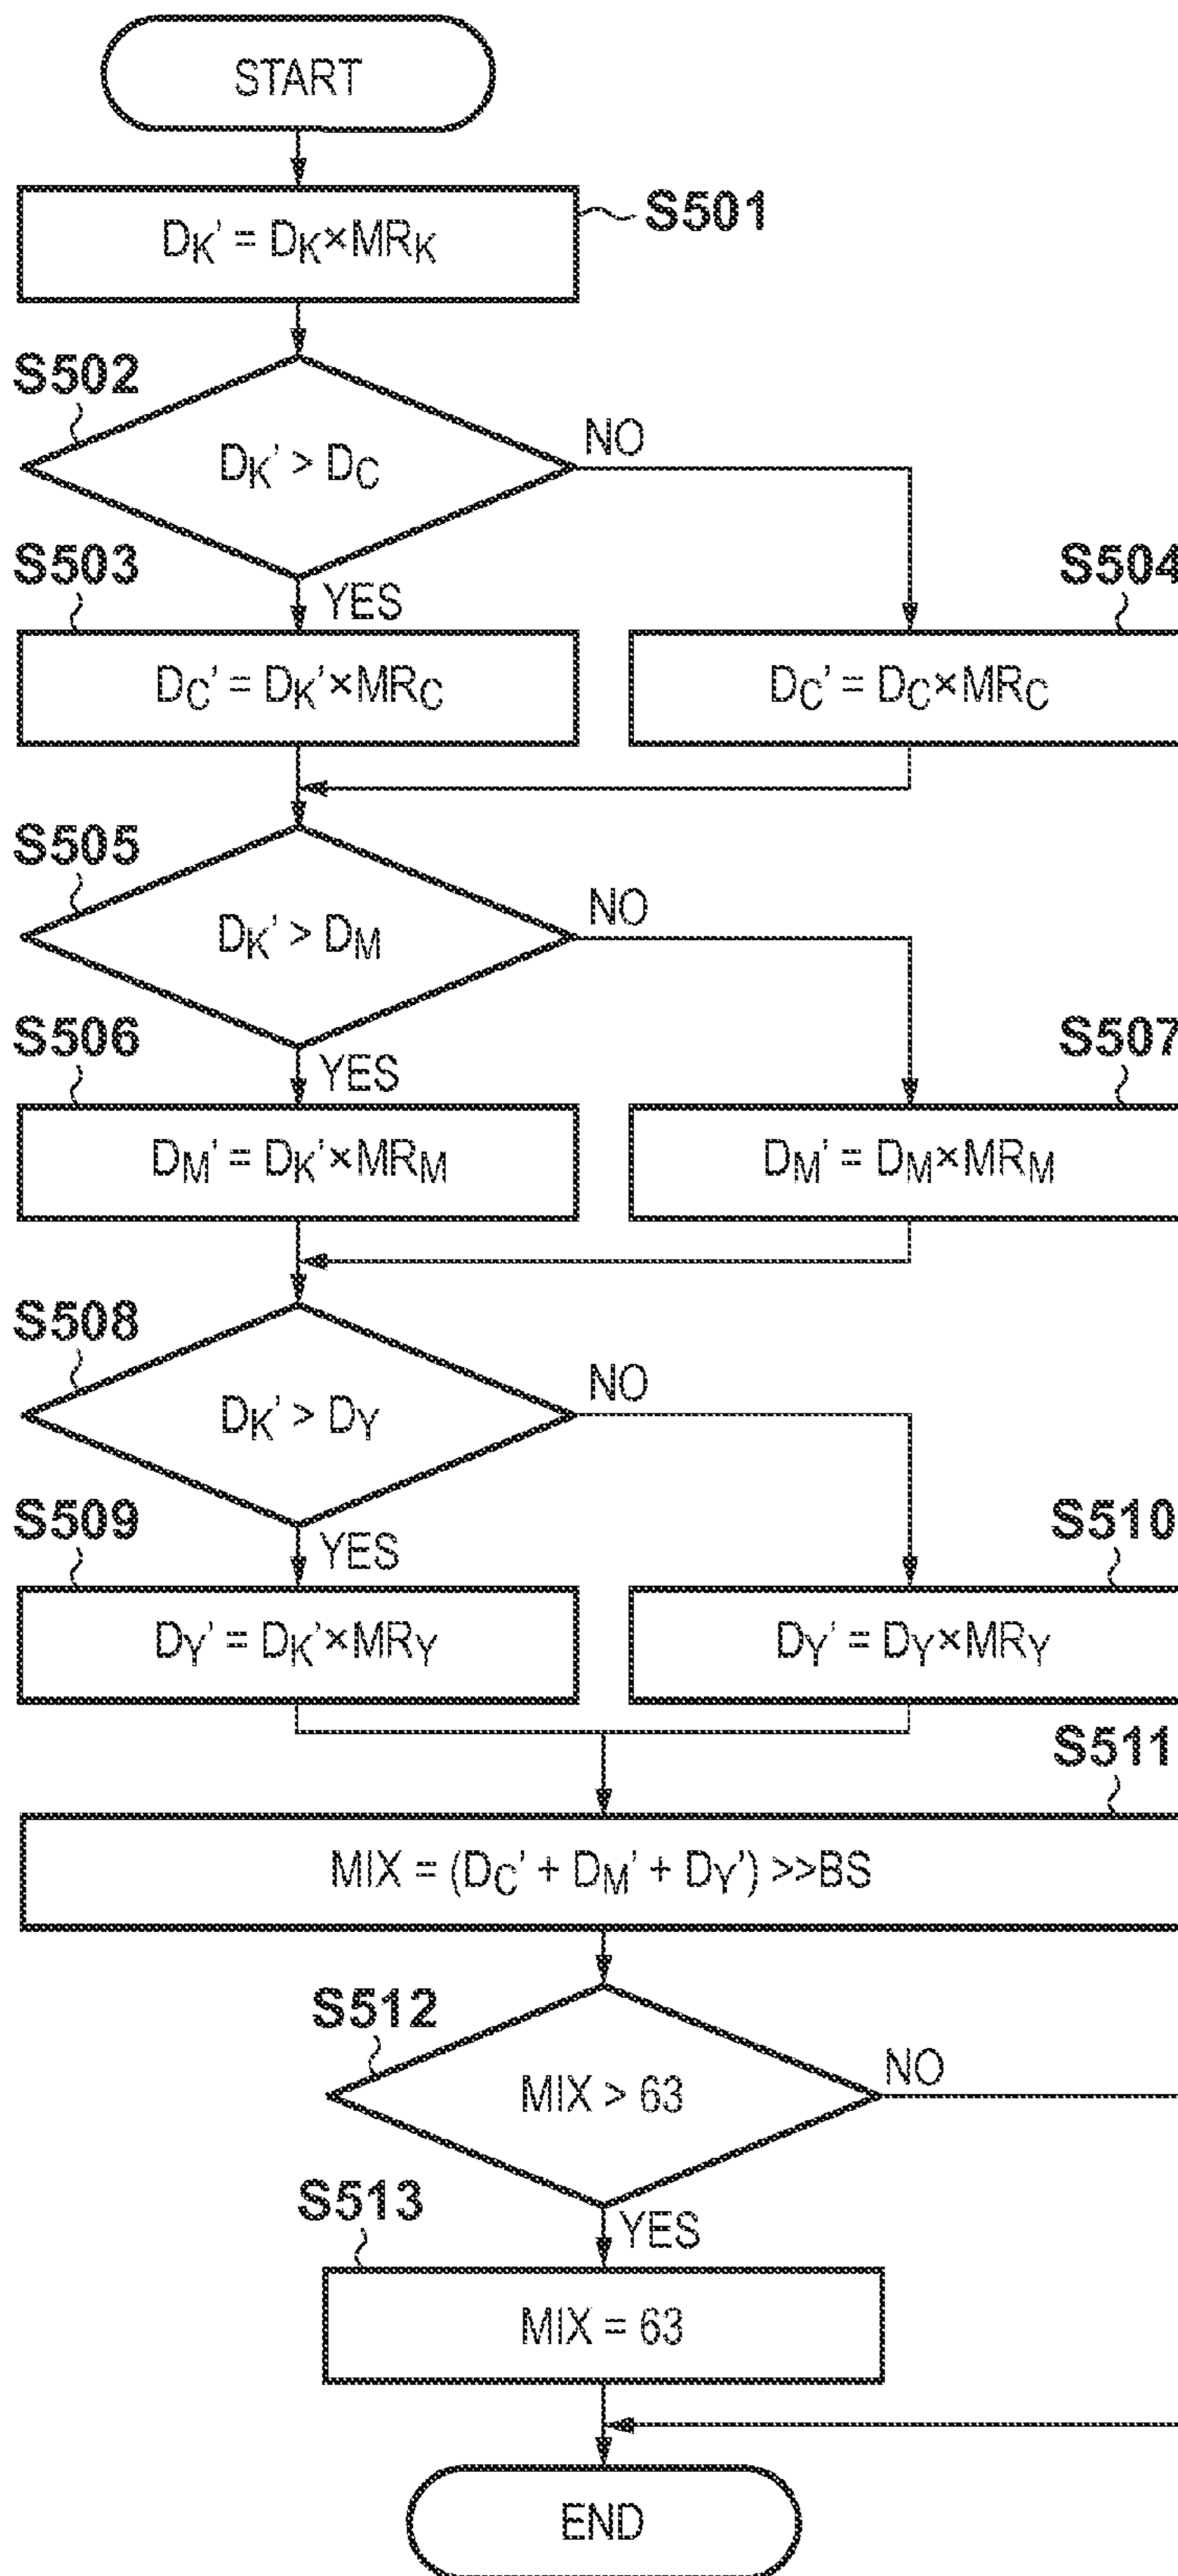 START
S501
DK' = DK×MRK
S502
DK' > DC
NO
YES
S503
DC' = DK'×MRC
S504
DC' = DC×MRC
S505
DK' > DM
NO
YES
S506
DM' = DK'×MRM
S507
DM' = DM×MRM
S508
DK' > DY
NO
YES
S509
DY' = DK'×MRY
S510
DY' = DY×MRY
S511
MIX = (DC' + DM' + DY') >>BS
S512
MIX > 63
NO
YES
S513
MIX = 63
END